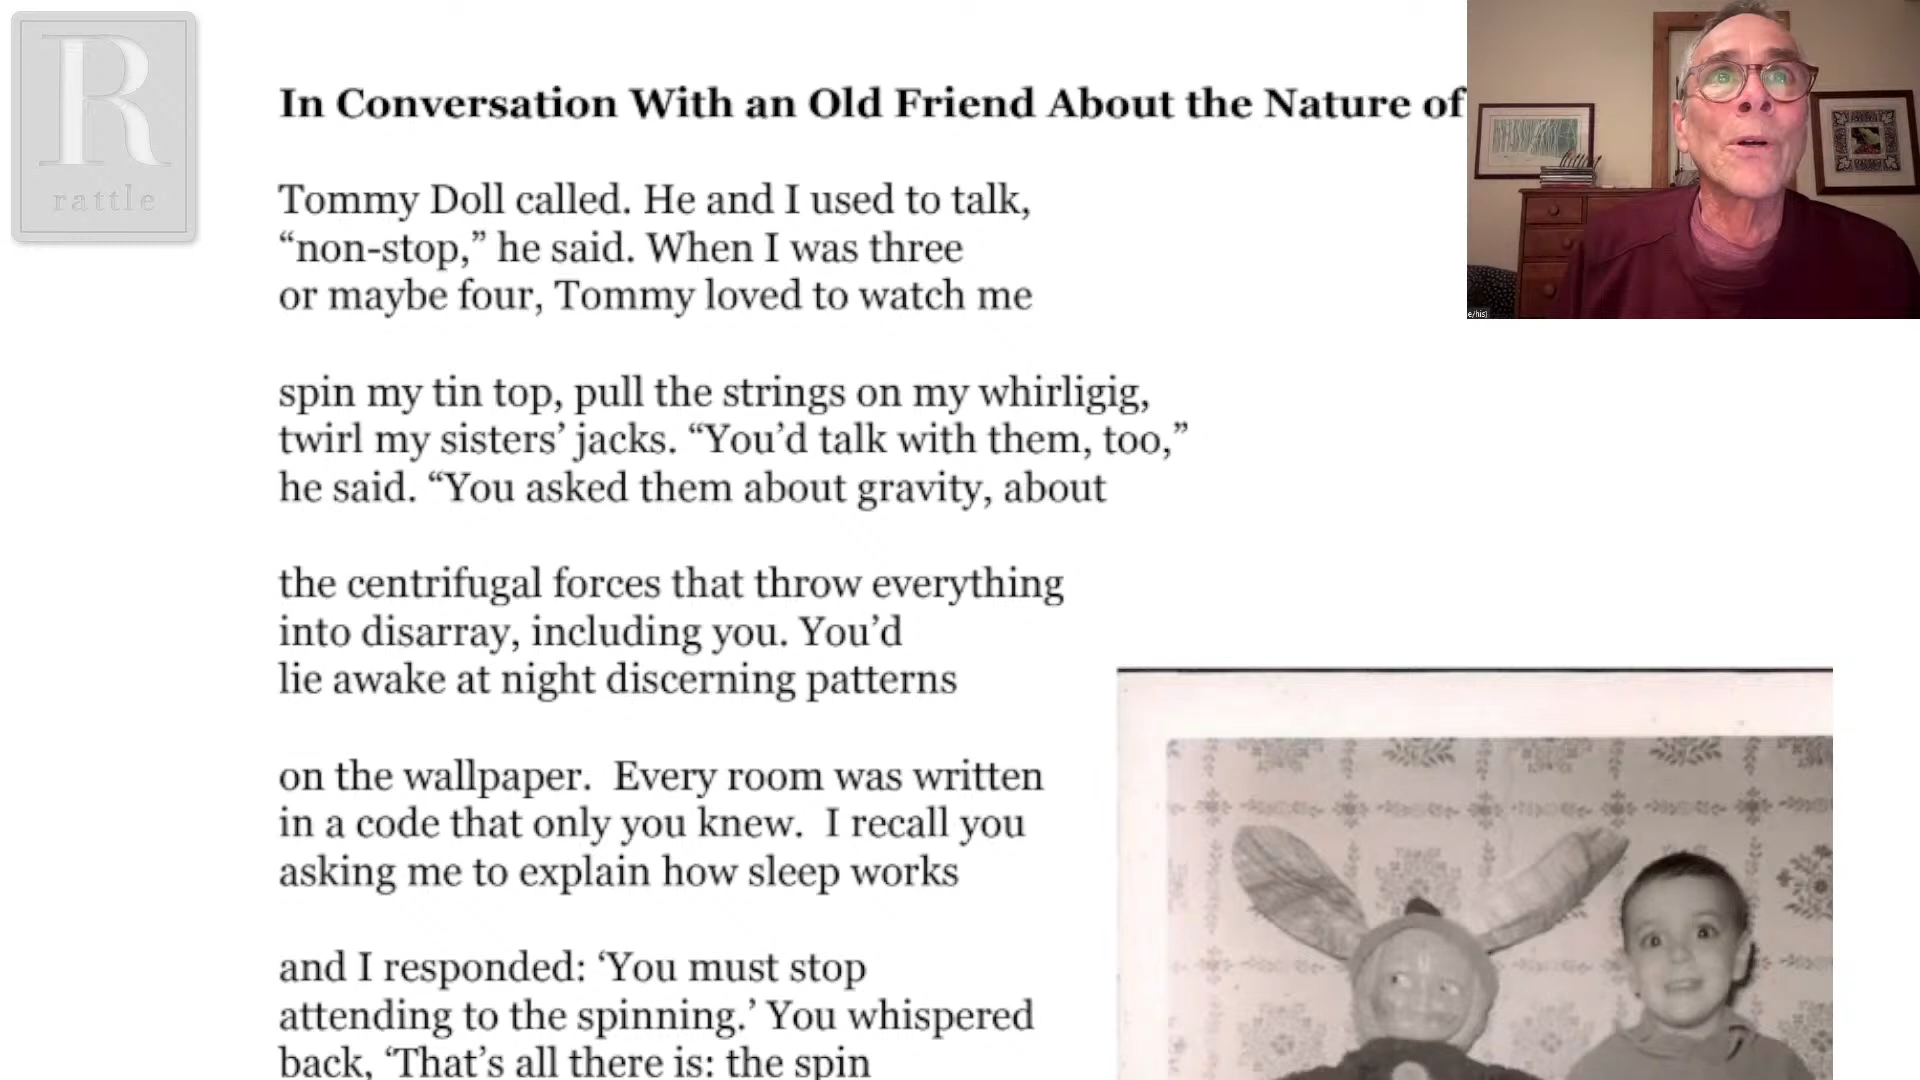 R
rattle
In Conversation With an Old Friend About the Nature of
Tommy Doll called. He and I used to talk,
“non-stop,” he said. When I was three
or maybe four, Tommy loved to watch me
spin my tin top, pull the strings on my whirligig,
twirl my sisters’ jacks. “You’d talk with them, too,”
he said. “You asked them about gravity, about
the centrifugal forces that throw everything
into disarray, including you. You’d
lie awake at night discerning patterns
on the wallpaper.  Every room was written
in a code that only you knew.  I recall you
asking me to explain how sleep works
and I responded: ‘You must stop
attending to the spinning.’ You whispered
back, ‘That’s all there is: the spin
e/his)